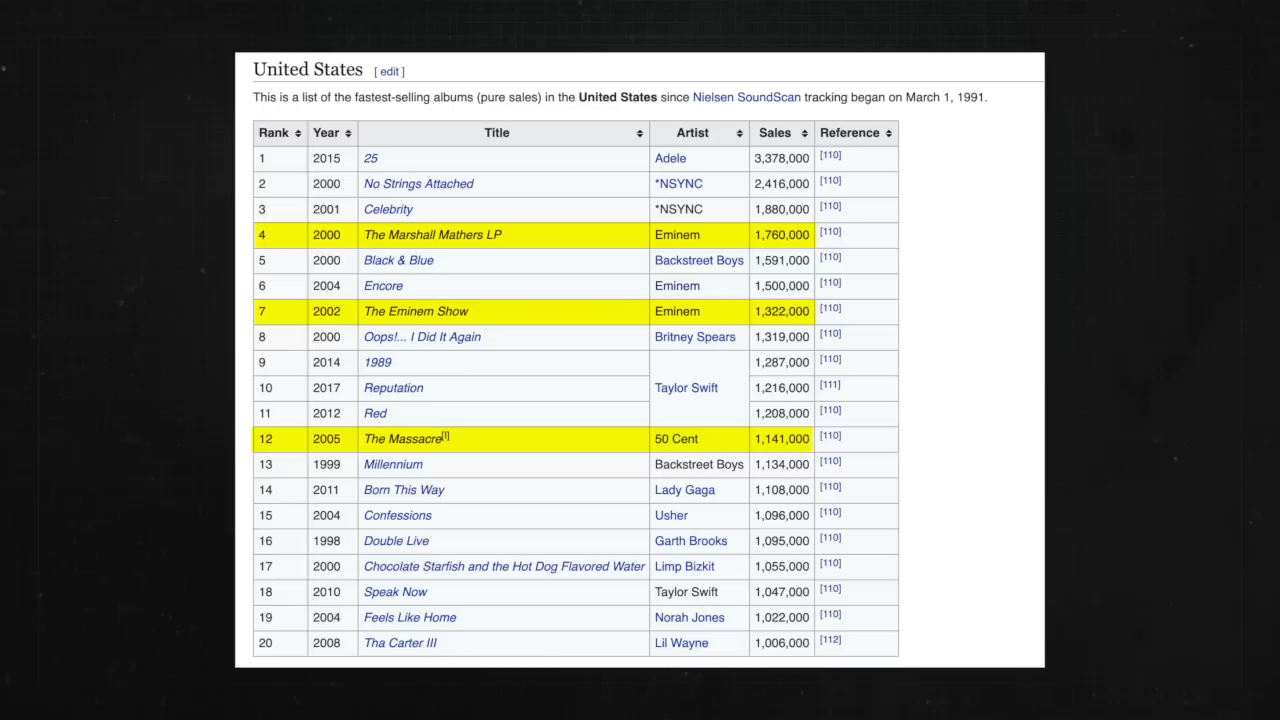 United States [ edit ]
This is a list of the fastest-selling albums (pure sales) in the United States since Nielsen SoundScan tracking began on March 1, 1991.
Rank Year Title Artist Sales Reference
1 2015 25 Adele 3,378,000 [110]
2 2000 No Strings Attached *NSYNC 2,416,000 [110]
3 2001 Celebrity *NSYNC 1,880,000 [110]
4 2000 The Marshall Mathers LP Eminem 1,760,000 [110]
5 2000 Black & Blue Backstreet Boys 1,591,000 [110]
6 2004 Encore Eminem 1,500,000 [110]
7 2002 The Eminem Show Eminem 1,322,000 [110]
8 2000 Oops!... I Did It Again Britney Spears 1,319,000 [110]
9 2014 1989 1,287,000 [110]
10 2017 Reputation Taylor Swift 1,216,000 [111]
11 2012 Red 1,208,000 [110]
12 2005 The Massacre[l] 50 Cent 1,141,000 [110]
13 1999 Millennium Backstreet Boys 1,134,000 [110]
14 2011 Born This Way Lady Gaga 1,108,000 [110]
15 2004 Confessions Usher 1,096,000 [110]
16 1998 Double Live Garth Brooks 1,095,000 [110]
17 2000 Chocolate Starfish and the Hot Dog Flavored Water Limp Bizkit 1,055,000 [110]
18 2010 Speak Now Taylor Swift 1,047,000 [110]
19 2004 Feels Like Home Norah Jones 1,022,000 [110]
20 2008 Tha Carter III Lil Wayne 1,006,000 [112]